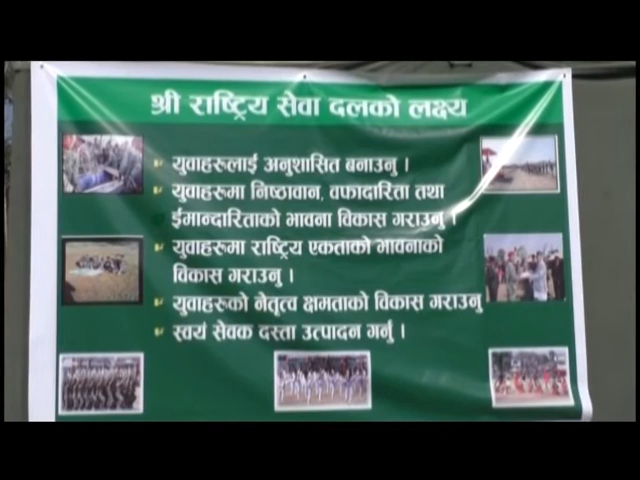 श्री राष्ट्रिय सेवा दलको लक्ष्य
युवाहरुलाई अनुशासित बनाउनु ।
युवाहरुमा निष्ठावान, वफादारिता तथा
ईमान्दारिताको भावना विकास गराउनु ।
युवाहरुमा राष्ट्रिय एकताको भावनाको
विकास गराउनु ।
युवाहरुको नेतृत्व क्षमताको विकास गराउनु
स्वयं सेवक दस्ता उत्पादन गर्नु ।